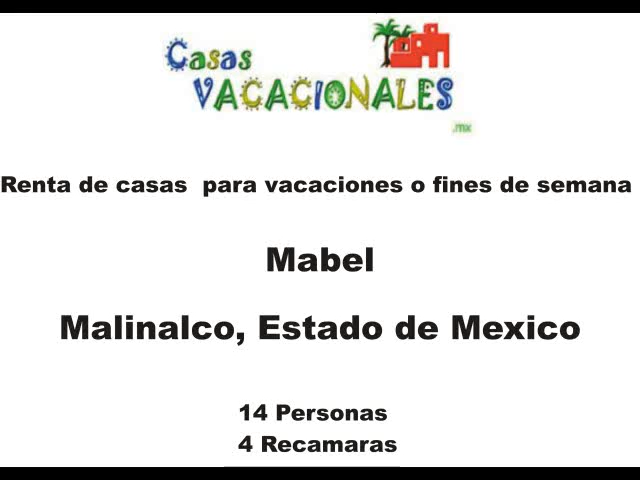 Casas
VACACIONALES
.mx
Renta de casas para vacaciones o fines de semana
Mabel
Malinalco, Estado de Mexico
14 Personas
4 Recamaras